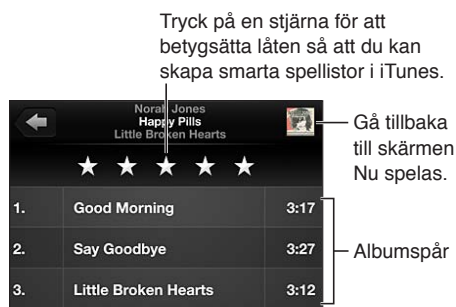 Tryck på en stjärna för att
betygsätta låten så att du kan
skapa smarta spellistor i iTunes.
Norah Jones
Happy Pills
Little Broken Hearts
Gå tillbaka
till skärmen
Nu spelas.
1. Good Morning 3:17
2. Say Goodbye 3:27
Albumspår
3. Little Broken Hearts 3:12